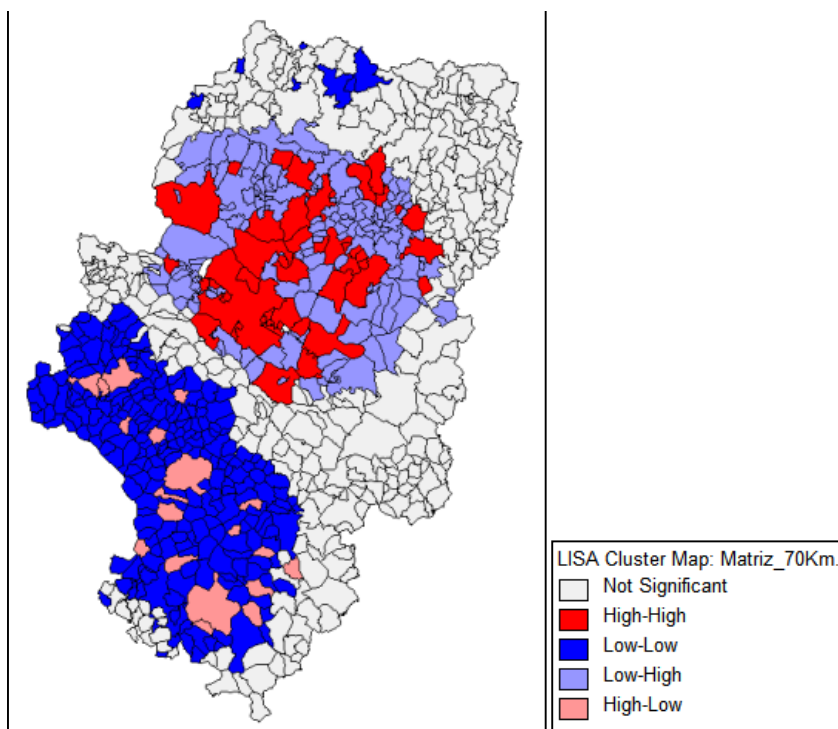 LISA Cluster Map: Matriz_70Km.
Not Significant
High-High
Low-Low
Low-High
High-Low